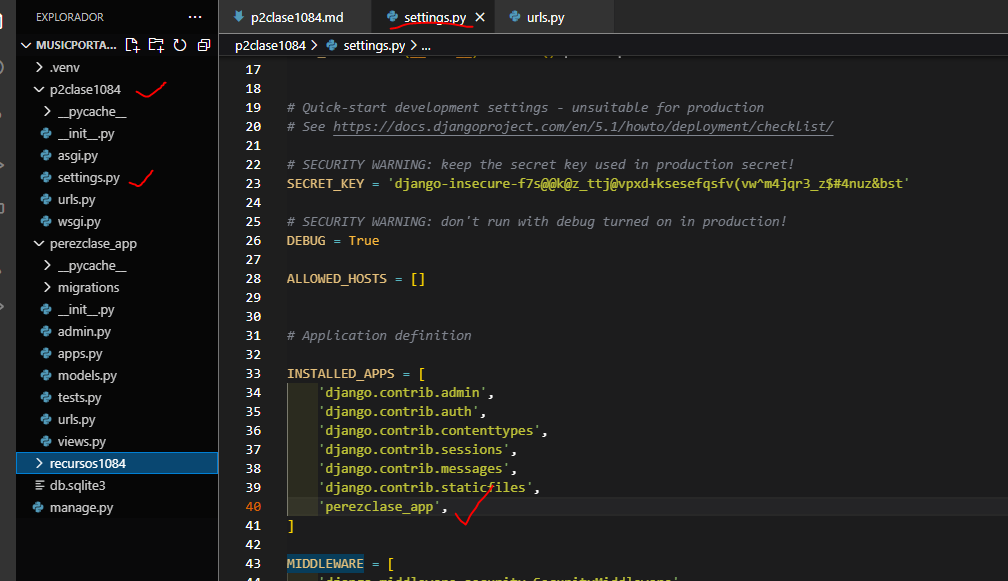 EXPLORADOR ...
p2clase1084.md
settings.py
urls.py
MUSICPORTA...
p2clase1084 > settings.py > ...
.venv
p2clase1084
__pycache__
__init__.py
asgi.py
settings.py
urls.py
wsgi.py
perezclase_app
__pycache__
migrations
__init__.py
admin.py
apps.py
models.py
tests.py
urls.py
views.py
recursos1084
db.sqlite3
manage.py
17
18
19 # Quick-start development settings - unsuitable for production
20 # See https://docs.djangoproject.com/en/5.1/howto/deployment/checklist/
21
22 # SECURITY WARNING: keep the secret key used in production secret!
23 SECRET_KEY = 'django-insecure-f7s@@k@z_ttj@vpxd+ksesefqsfv(vw^m4jqr3_z$#4nuz&bst'
24
25 # SECURITY WARNING: don't run with debug turned on in production!
26 DEBUG = True
27
28 ALLOWED_HOSTS = []
29
30
31 # Application definition
32
33 INSTALLED_APPS = [
34 'django.contrib.admin',
35 'django.contrib.auth',
36 'django.contrib.contenttypes',
37 'django.contrib.sessions',
38 'django.contrib.messages',
39 'django.contrib.staticfiles',
40 'perezclase_app',
41 ]
42
43 MIDDLEWARE = [